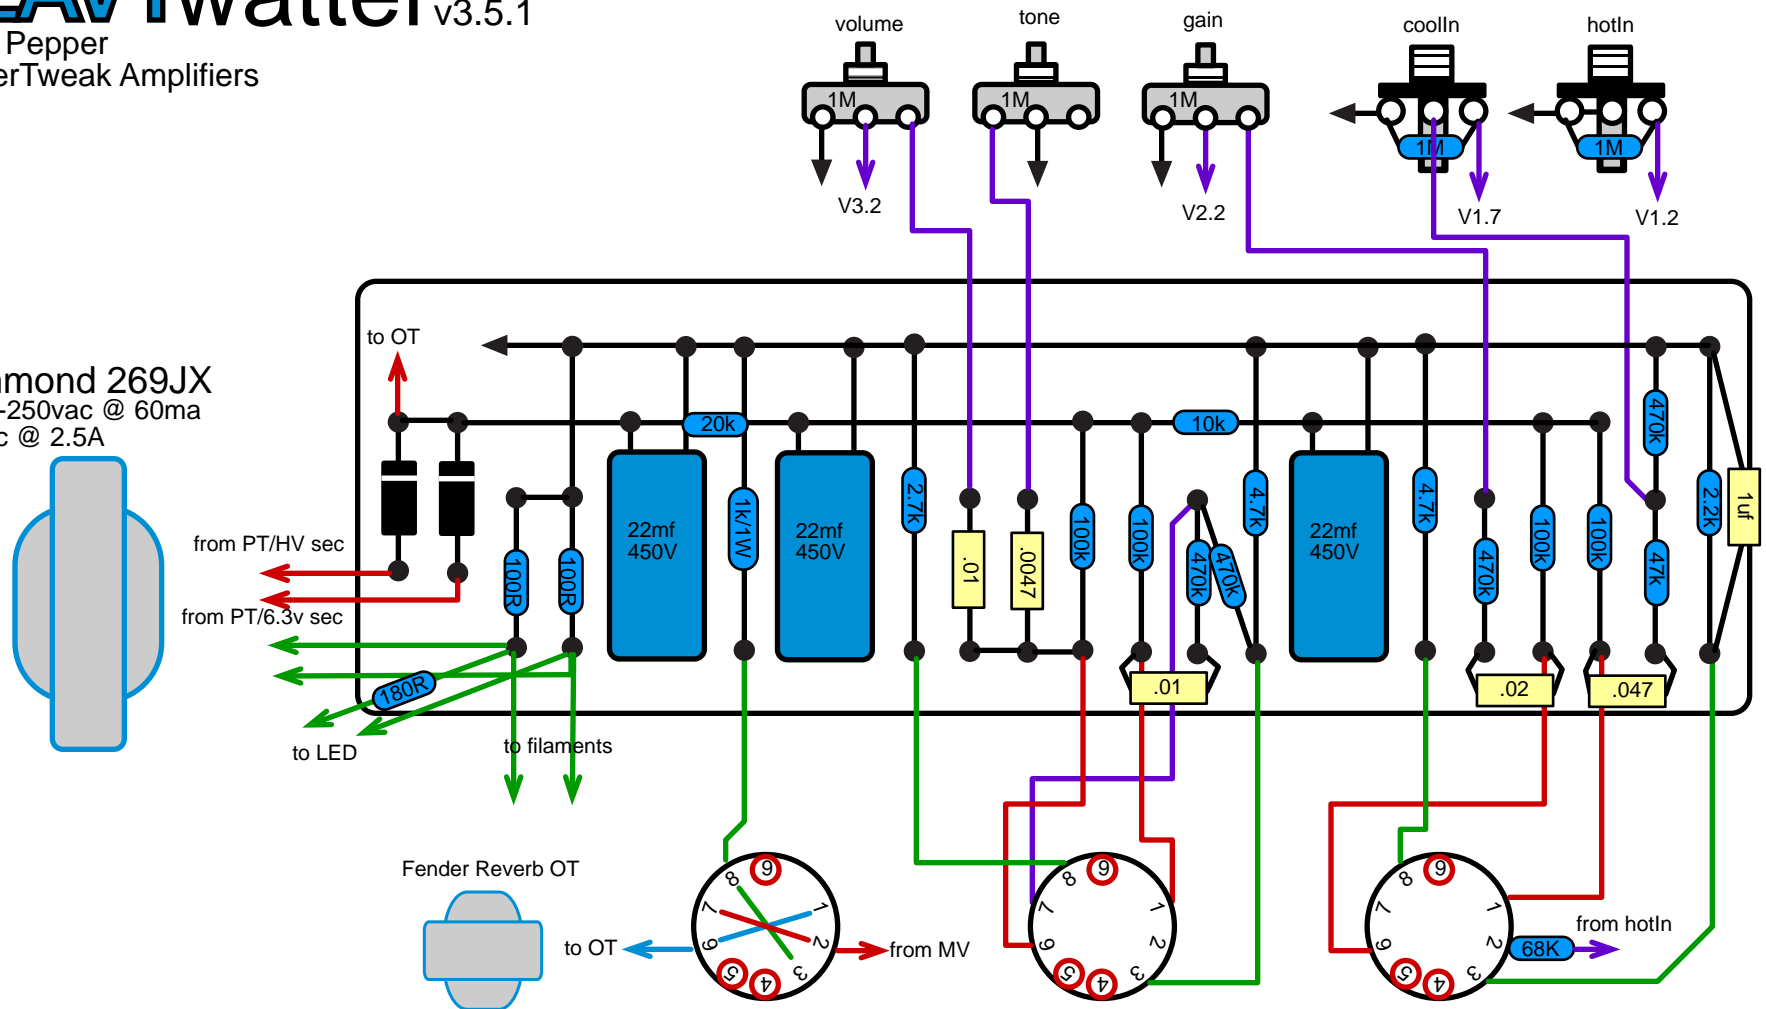 watter v3.5.1
Pepper
Tweak Amplifiers
volume
tone
gain
coolIn
hotIn
1M
1M
1M
1M
1M
V3.2
V2.2
V1.7
V1.2
to OT
mond 269JX
-250vac @ 60ma
@ 2.5A
20k
10k
470k
2.7k
4.7k
4.7k
2.2k
1uf
1k/1W
22mf
450V
22mf
450V
22mf
450V
100R
100R
.01
.0047
100k
100k
470k
470k
470k
100k
100k
47k
from PT/HV sec
from PT/6.3v sec
180R
.01
.02
.047
to LED
to filaments
Fender Reverb OT
to OT
from MV
from hotIn
68K
8
9
1
7
2
6
3
5
4
8
9
1
7
2
6
3
5
4
8
9
1
7
2
6
3
5
4